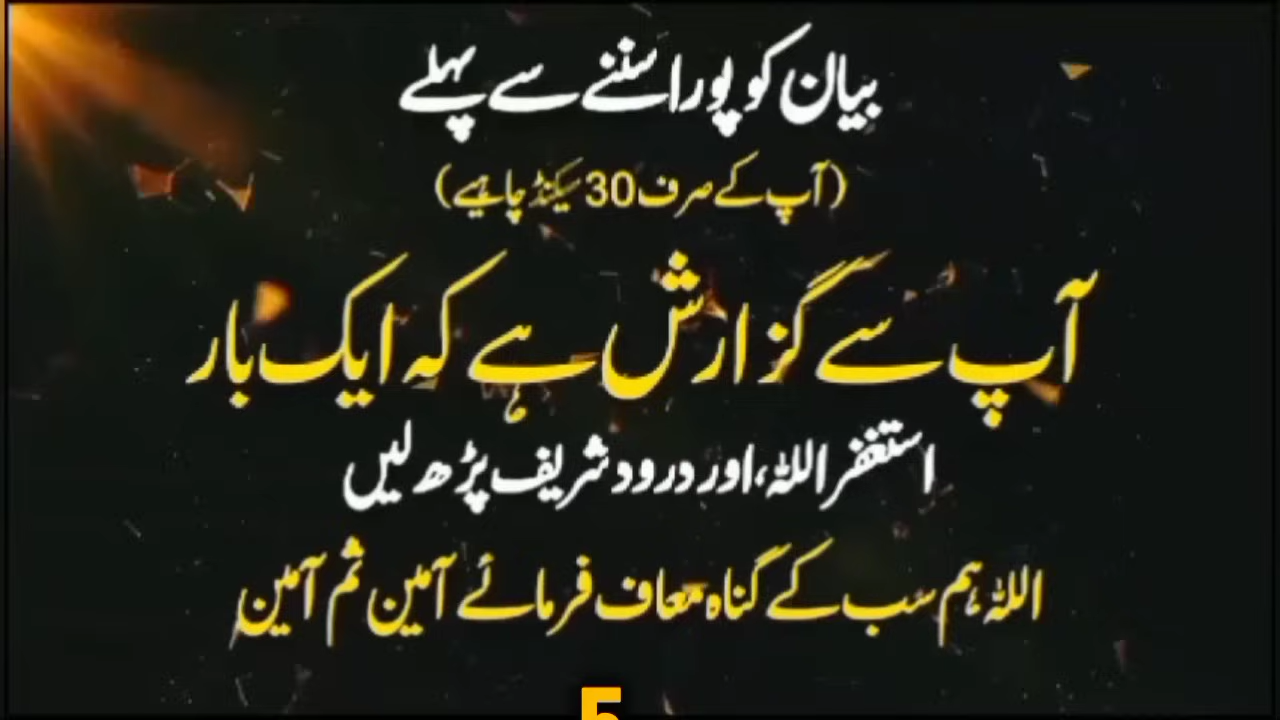 بیان کو پورا سننے سے پہلے
(آپ کے صرف 30 سیکنڈ چاہیے)
آپ سے گزارش ہے کہ ایک بار
استغفر اللہ، اور درود شریف پڑھ لیں
اللہ ہم سب کے گناہ معاف فرمائے آمین ثم آمین
5